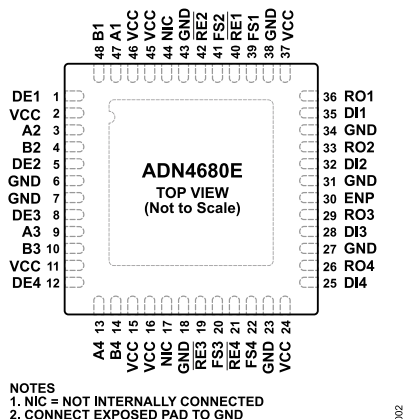 48 B1
47 A1
46 VCC
45 VCC
44 NIC
43 GND
42 RE2
41 FS2
40 RE1
39 FS1
38 GND
37 VCC
DE1 1
VCC 2
A2 3
B2 4
DE2 5
GND 6
GND 7
DE3 8
A3 9
B3 10
VCC 11
DE4 12
ADN4680E
TOP VIEW
(Not to Scale)
36 RO1
35 DI1
34 GND
33 RO2
32 DI2
31 GND
30 ENP
29 RO3
28 DI3
27 GND
26 RO4
25 DI4
A4 13
B4 14
VCC 15
VCC 16
NIC 17
GND 18
RE3 19
FS3 20
RE4 21
FS4 22
GND 23
VCC 24
NOTES
1. NIC = NOT INTERNALLY CONNECTED
2. CONNECT EXPOSED PAD TO GND
002